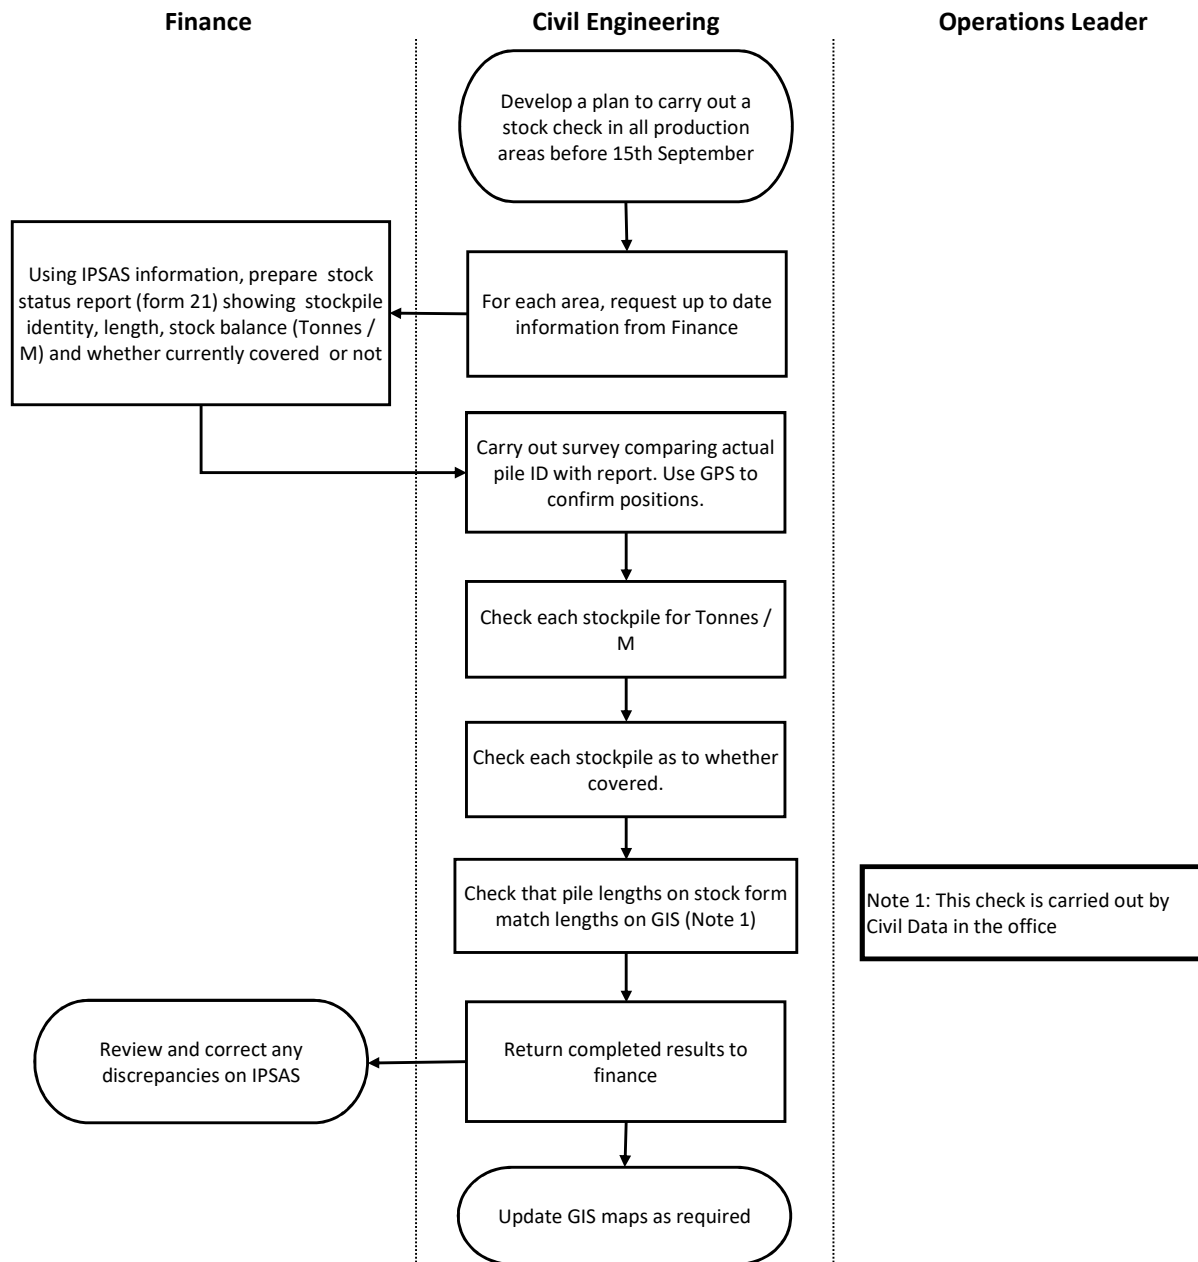 Finance
Civil Engineering
Operations Leader
Develop a plan to carry out a
stock check in all production
areas before 15th September
Using IPSAS information, prepare  stock
status report (form 21) showing  stockpile
identity, length, stock balance (Tonnes /
M) and whether currently covered  or not
For each area, request up to date
information from Finance
Carry out survey comparing actual
pile ID with report. Use GPS to
confirm positions.
Check each stockpile for Tonnes /
M
Check each stockpile as to whether
covered.
Check that pile lengths on stock form
match lengths on GIS (Note 1)
Note 1: This check is carried out by
Civil Data in the office
Return completed results to
finance
Review and correct any
discrepancies on IPSAS
Update GIS maps as required